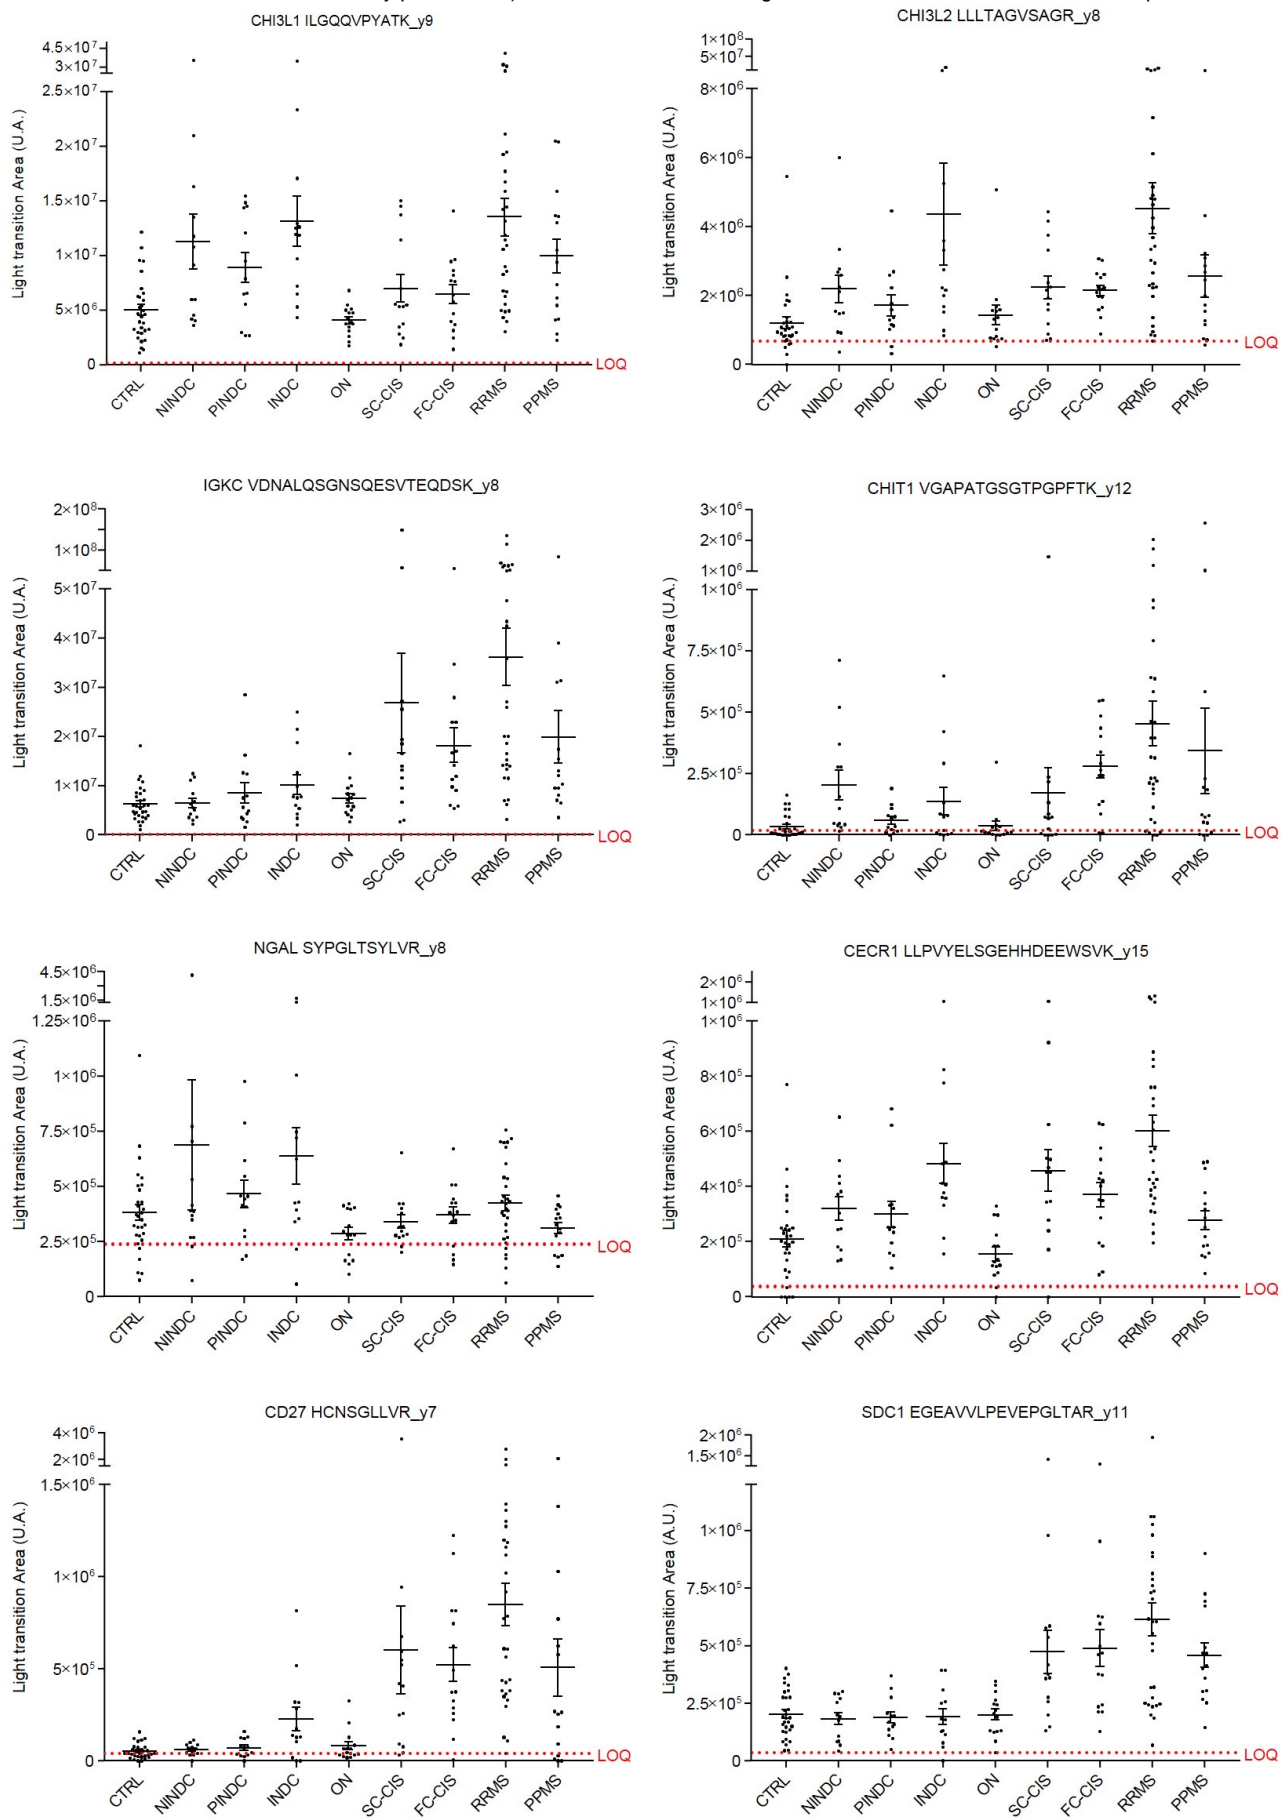 CHI3L1 ILGQQVPYATK_y9
Light transition Area (U.A.)
4.5×10⁷
3×10⁷
2.5×10⁷
2×10⁷
1.5×10⁷
1×10⁷
5×10⁶
0
LOQ
CTRL NINDC PINDC INDC ON SC-CIS FC-CIS RRMS PPMS
CHI3L2 LLLTAGVSAGR_y8
Light transition Area (U.A.)
1×10⁸
5×10⁷
8×10⁶
6×10⁶
4×10⁶
2×10⁶
0
LOQ
CTRL NINDC PINDC INDC ON SC-CIS FC-CIS RRMS PPMS
IGKC VDNALQSGNSQESVTEQDSK_y8
Light transition Area (U.A.)
2×10⁸
1×10⁸
5×10⁷
4×10⁷
3×10⁷
2×10⁷
1×10⁷
0
LOQ
CTRL NINDC PINDC INDC ON SC-CIS FC-CIS RRMS PPMS
CHIT1 VGAPATGSGTPGPFTK_y12
Light transition Area (U.A.)
3×10⁶
2×10⁶
1×10⁶
1×10⁶
7.5×10⁵
5×10⁵
2.5×10⁵
0
LOQ
CTRL NINDC PINDC INDC ON SC-CIS FC-CIS RRMS PPMS
NGAL SYPGLTSYLVR_y8
Light transition Area (U.A.)
4.5×10⁶
1.5×10⁶
1.25×10⁶
1×10⁶
7.5×10⁵
5×10⁵
2.5×10⁵
0
LOQ
CTRL NINDC PINDC INDC ON SC-CIS FC-CIS RRMS PPMS
CECR1 LLPVYELSGEHHDEEWSVK_y15
Light transition Area (U.A.)
2×10⁶
1×10⁶
1×10⁶
8×10⁵
6×10⁵
4×10⁵
2×10⁵
0
LOQ
CTRL NINDC PINDC INDC ON SC-CIS FC-CIS RRMS PPMS
CD27 HCNSGLLVR_y7
Light transition Area (U.A.)
4×10⁶
2×10⁶
1.5×10⁶
1×10⁶
5×10⁵
0
LOQ
CTRL NINDC PINDC INDC ON SC-CIS FC-CIS RRMS PPMS
SDC1 EGEAVVLPEVEPGLTAR_y11
Light transition Area (A.U.)
2×10⁶
1.5×10⁶
1×10⁶
7.5×10⁵
5×10⁵
2.5×10⁵
0
LOQ
CTRL NINDC PINDC INDC ON SC-CIS FC-CIS RRMS PPMS